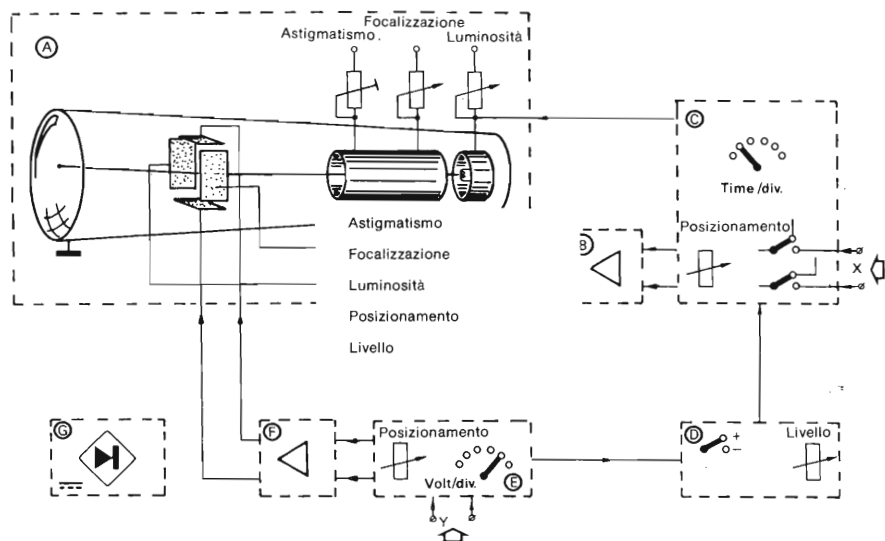 Focalizzazione
Astigmatismo.
Luminosità
A
C
Time/div.
Astigmatismo
Focalizzazione
Luminosità
Posizionamento
Livello
B
Posizionamento
X
G
F
Posizionamento
Volt/div.
E
Y
D
+
−
Livello